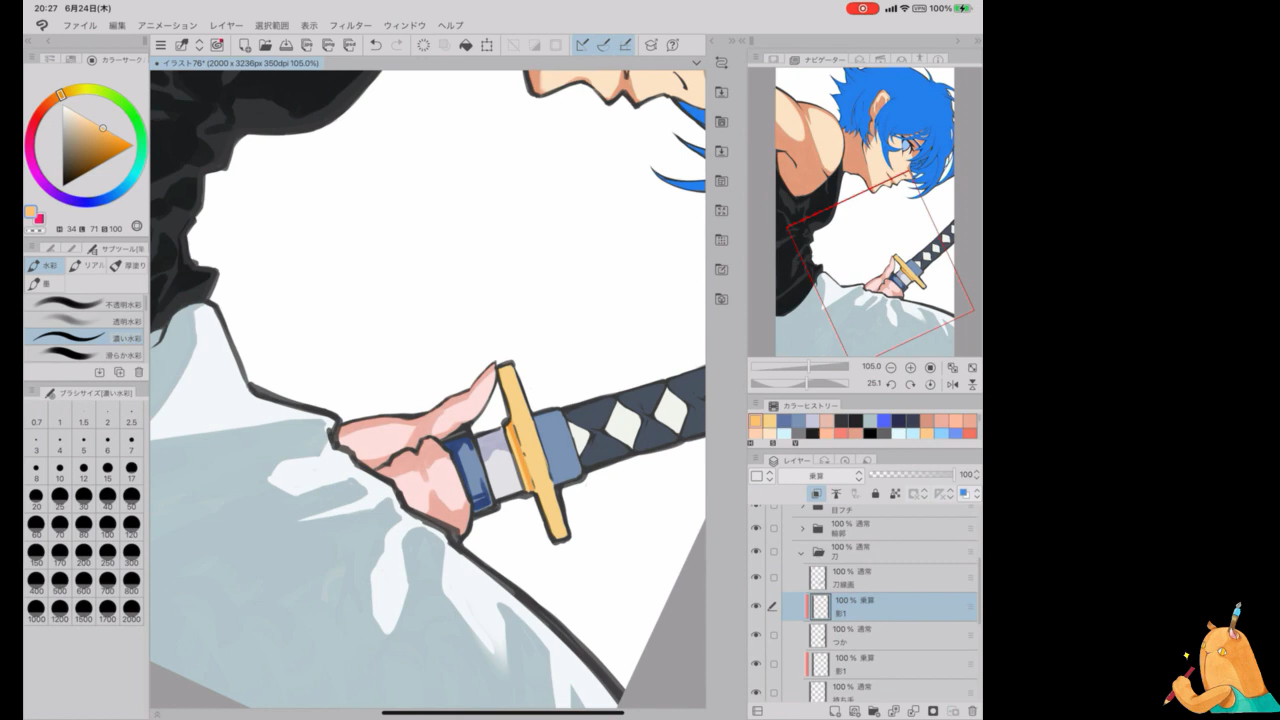 20:27 6月24日(木)
100%
ファイル 編集 アニメーション レイヤー 選択範囲 表示 フィルター ウィンドウ ヘルプ
イラスト76* (2000 x 3236px 350dpi 105.0%)
カラーサーク
ナビゲーター
34 71 100
サブツール[
水彩 リアル 厚塗り
墨
不透明水彩
透明水彩
濃い水彩
滑らか水彩
ブラシサイズ[濃い水彩]
0.7 1 1.5 2 2.5
3 4 5 6 7
8 10 12 15 17
20 25 30 40 50
60 70 80 100 120
150 170 200 250 300
400 500 600 700 800
1000 1200 1500 1700 2000
105.0
25.1
カラーヒストリー
レイヤー
乗算 100
目フチ
100 % 通常
輪郭
100 % 通常
刀
100 % 通常
刀線画
100 % 乗算
影1
100 % 通常
つか
100 % 乗算
影1
100 % 通常